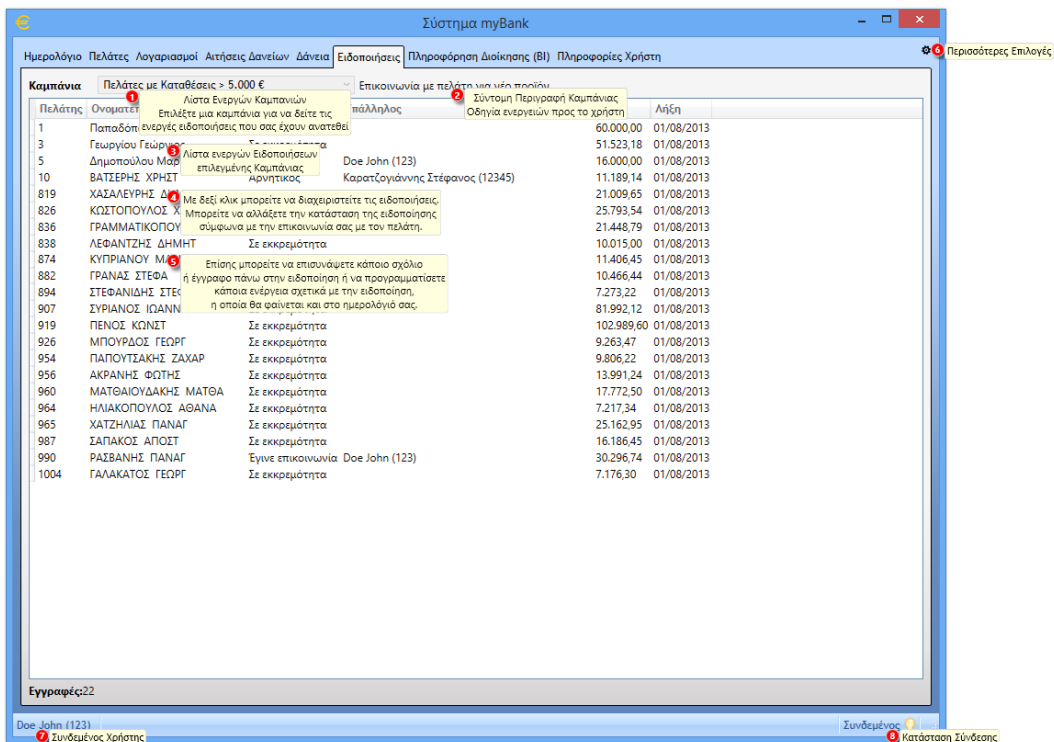 Σύστημα myBank
Ημερολόγιο Πελάτες Λογαριασμοί Αιτήσεις Δανείων Δάνεια Ειδοποιήσεις Πληροφόρηση Διοίκησης (BI) Πληροφορίες Χρήστη
6 Περισσότερες Επιλογές
Καμπάνια Πελάτες με Καταθέσεις > 5.000 € Επικοινωνία με πελάτη για νέο προϊόν
1 Λίστα Ενεργών Καμπανιών
Επιλέξτε μια καμπάνια για να δείτε τις
ενεργές ειδοποιήσεις που σας έχουν ανατεθεί
2 Σύντομη Περιγραφή Καμπάνιας
Οδηγία ενεργειών προς το χρήστη
Πελάτης Λήξη
1 60.000,00 01/08/2013
3 Γεωργίου 51.523,18 01/08/2013
3 Λίστα ενεργών Ειδοποιήσεων
επιλεγμένης Καμπάνιας
5 Δημοπούλου Doe John (123) 16.000,00 01/08/2013
10 ΒΑΤΣΕΡΗΣ ΧΡΗΣΤ Αρνητικός Καρατζογιάννης Στέφανος (12345) 11.189,14 01/08/2013
819 ΧΑΣΑΛΕΥΡΗΣ 21.009,65 01/08/2013
4 Με δεξί κλικ μπορείτε να διαχειριστείτε τις ειδοποιήσεις.
Μπορείτε να αλλάξετε την κατάσταση της ειδοποίησης
σύμφωνα με την επικοινωνία σας με τον πελάτη.
826 ΚΩΣΤΟΠΟΥΛΟΣ 25.793,54 01/08/2013
836 ΓΡΑΜΜΑΤΙΚΟΠΟΥ 21.448,79 01/08/2013
838 ΛΕΦΑΝΤΖΗΣ ΔΗΜΗΤ Σε εκκρεμότητα 10.015,00 01/08/2013
874 ΚΥΠΡΙΑΝΟΥ 11.406,45 01/08/2013
5 Επίσης μπορείτε να επισυνάψετε κάποιο σχόλιο
ή έγγραφο πάνω στην ειδοποίηση ή να προγραμματίσετε
κάποια ενέργεια σχετικά με την ειδοποίηση,
η οποία θα φαίνεται και στο ημερολόγιό σας.
882 ΓΡΑΝΑΣ ΣΤΕΦΑ 10.466,44 01/08/2013
894 ΣΤΕΦΑΝΙΔΗΣ 7.273,22 01/08/2013
907 ΣΥΡΙΑΝΟΣ ΙΩΑΝΝ 81.992,12 01/08/2013
919 ΠΕΝΟΣ ΚΩΝΣΤ Σε εκκρεμότητα 102.989,60 01/08/2013
926 ΜΠΟΥΡΔΟΣ ΓΕΩΡΓ Σε εκκρεμότητα 9.263,47 01/08/2013
954 ΠΑΠΟΥΤΣΑΚΗΣ ΖΑΧΑΡ Σε εκκρεμότητα 9.806,22 01/08/2013
956 ΑΚΡΑΝΗΣ ΦΩΤΗΣ Σε εκκρεμότητα 13.991,24 01/08/2013
960 ΜΑΤΘΑΙΟΥΔΑΚΗΣ ΜΑΤΘΑ Σε εκκρεμότητα 17.772,50 01/08/2013
964 ΗΛΙΑΚΟΠΟΥΛΟΣ ΑΘΑΝΑ Σε εκκρεμότητα 7.217,34 01/08/2013
965 ΧΑΤΖΗΛΙΑΣ ΠΑΝΑΓ Σε εκκρεμότητα 25.162,95 01/08/2013
987 ΣΑΠΑΚΟΣ ΑΠΟΣΤ Σε εκκρεμότητα 16.186,45 01/08/2013
990 ΡΑΣΒΑΝΗΣ ΠΑΝΑΓ Έγινε επικοινωνία Doe John (123) 30.296,74 01/08/2013
1004 ΓΑΛΑΚΑΤΟΣ ΓΕΩΡΓ Σε εκκρεμότητα 7.176,30 01/08/2013
Εγγραφές:22
Doe John (123) Συνδεμένος
7 Συνδεμένος Χρήστης 8 Κατάσταση Σύνδεσης